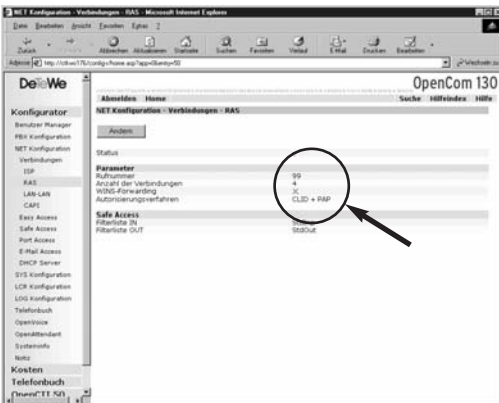 NET Konfiguration - Verbindungen - RAS - Microsoft Internet Explorer
Datei Bearbeiten Ansicht Favoriten Extras ?
Zurück Abbrechen Aktualisieren Startseite Suchen Favoriten Verlauf E-Mail Drucken Bearbeiten
Adresse
DeTeWe
OpenCom 130
Abmelden Home Suche Hilfeindex Hilfe
Konfigurator
Benutzer Manager
PBX Konfiguration
NET Konfiguration
Verbindungen
ISP
RAS
LAN-LAN
CAPI
Easy Access
Safe Access
Port Access
E-Mail Access
DHCP Server
SYS Konfiguration
LCR Konfiguration
LOG Konfiguration
Telefonbuch
OpenVoice
OpenAttendant
Systeminfo
Notiz
Kosten
Telefonbuch
OpenCTI 50
NET Konfiguration - Verbindungen - RAS
Ändern
Status
Parameter
Rufnummer 99
Anzahl der Verbindungen 4
WINS-Forwarding
Autorisierungsverfahren CLID + PAP
Safe Access
Filterliste IN
Filterliste OUT StdOut